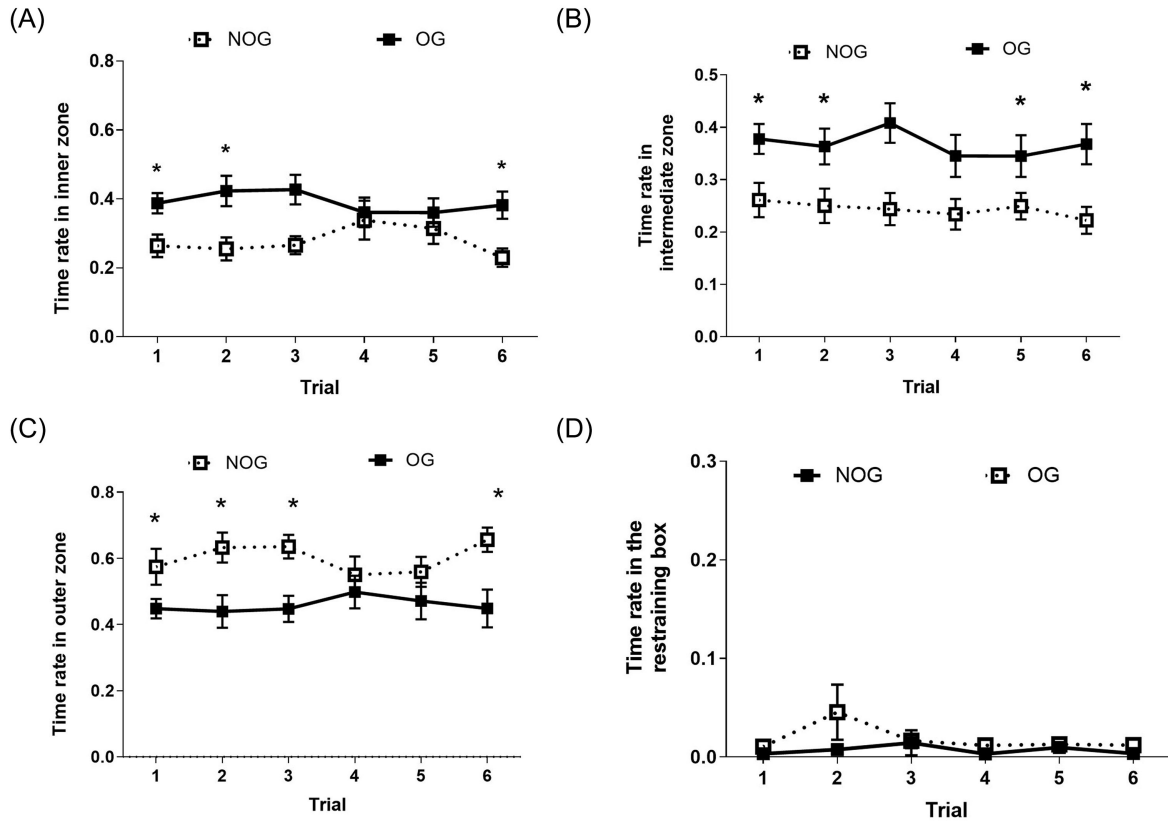 (A)
NOG OG
Time rate in inner zone
0.8
0.6
0.4
0.2
0.0
* * *
1 2 3 4 5 6
Trial
(B)
NOG OG
Time rate in
intermediate zone
0.5
0.4
0.3
0.2
0.1
0.0
* * * *
1 2 3 4 5 6
Trial
(C)
NOG OG
Time rate in outer zone
0.8
0.6
0.4
0.2
0.0
* * * *
1 2 3 4 5 6
Trial
(D)
NOG OG
Time rate in the
restraining box
0.3
0.2
0.1
0.0
1 2 3 4 5 6
Trial